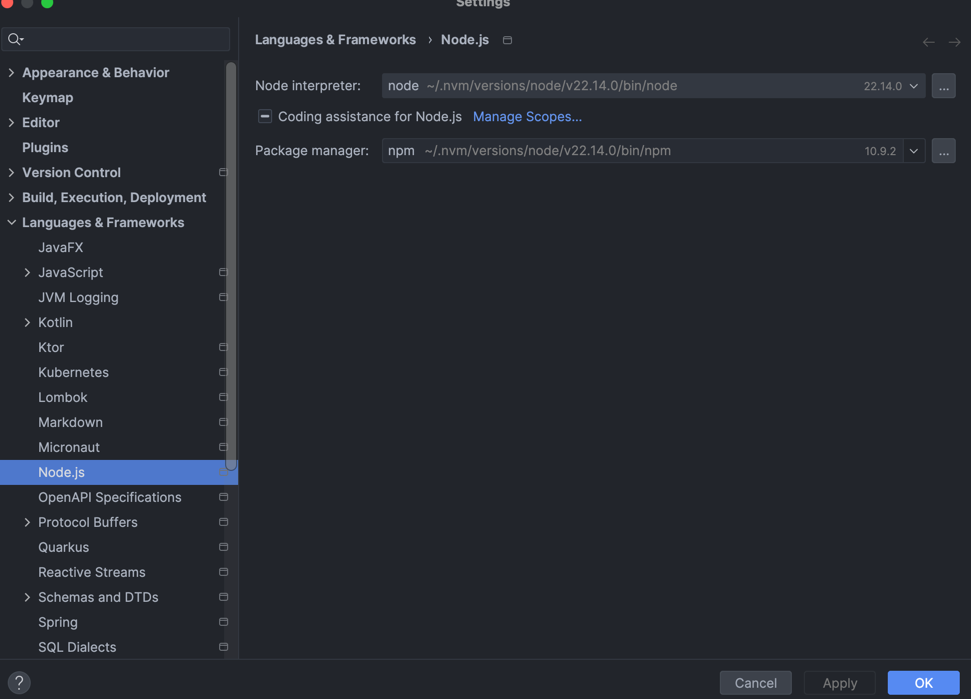 Settings
Languages & Frameworks › Node.js
Node interpreter: node ~/.nvm/versions/node/v22.14.0/bin/node 22.14.0 ...
Coding assistance for Node.js Manage Scopes...
Package manager: npm ~/.nvm/versions/node/v22.14.0/bin/npm 10.9.2 ...
Appearance & Behavior
Keymap
Editor
Plugins
Version Control
Build, Execution, Deployment
Languages & Frameworks
JavaFX
JavaScript
JVM Logging
Kotlin
Ktor
Kubernetes
Lombok
Markdown
Micronaut
Node.js
OpenAPI Specifications
Protocol Buffers
Quarkus
Reactive Streams
Schemas and DTDs
Spring
SQL Dialects
? Cancel Apply OK